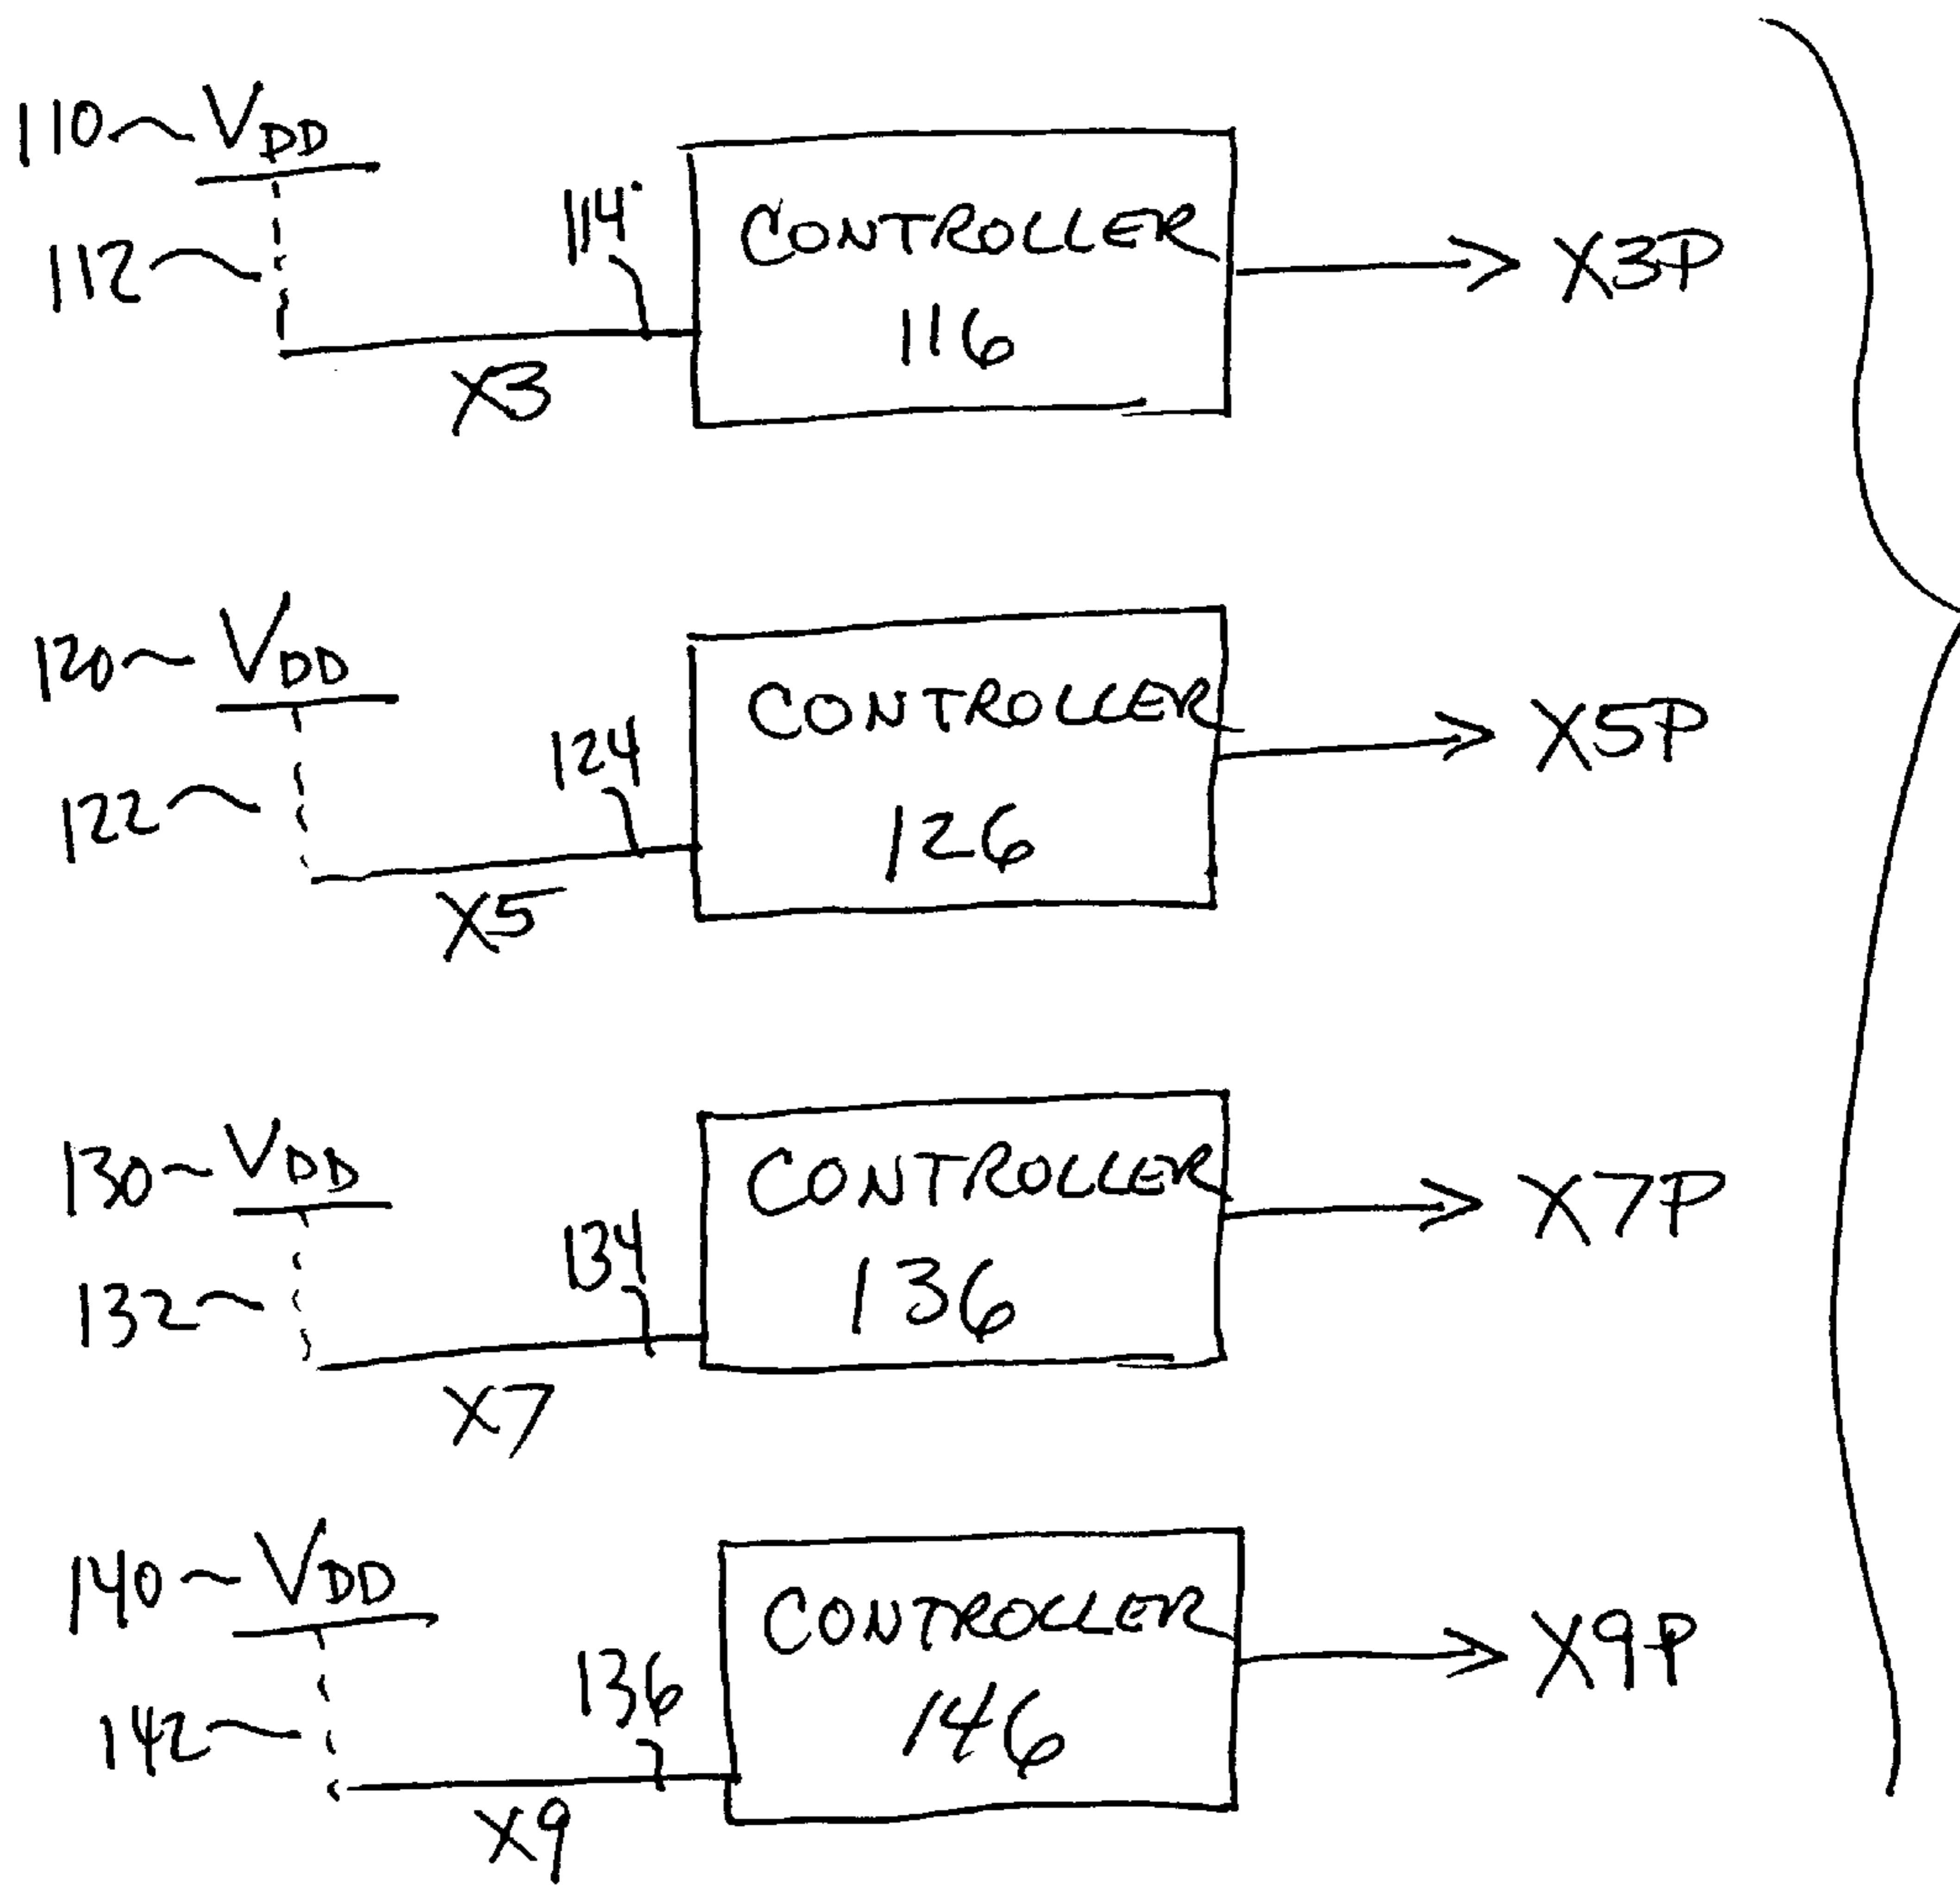 110 VDD
112
114
CONTROLLER
116
X3
X3P
120 VDD
122
124
CONTROLLER
126
X5
X5P
130 VDD
132
134
CONTROLLER
136
X7
X7P
140 VDD
142
136
CONTROLLER
146
X9
X9P